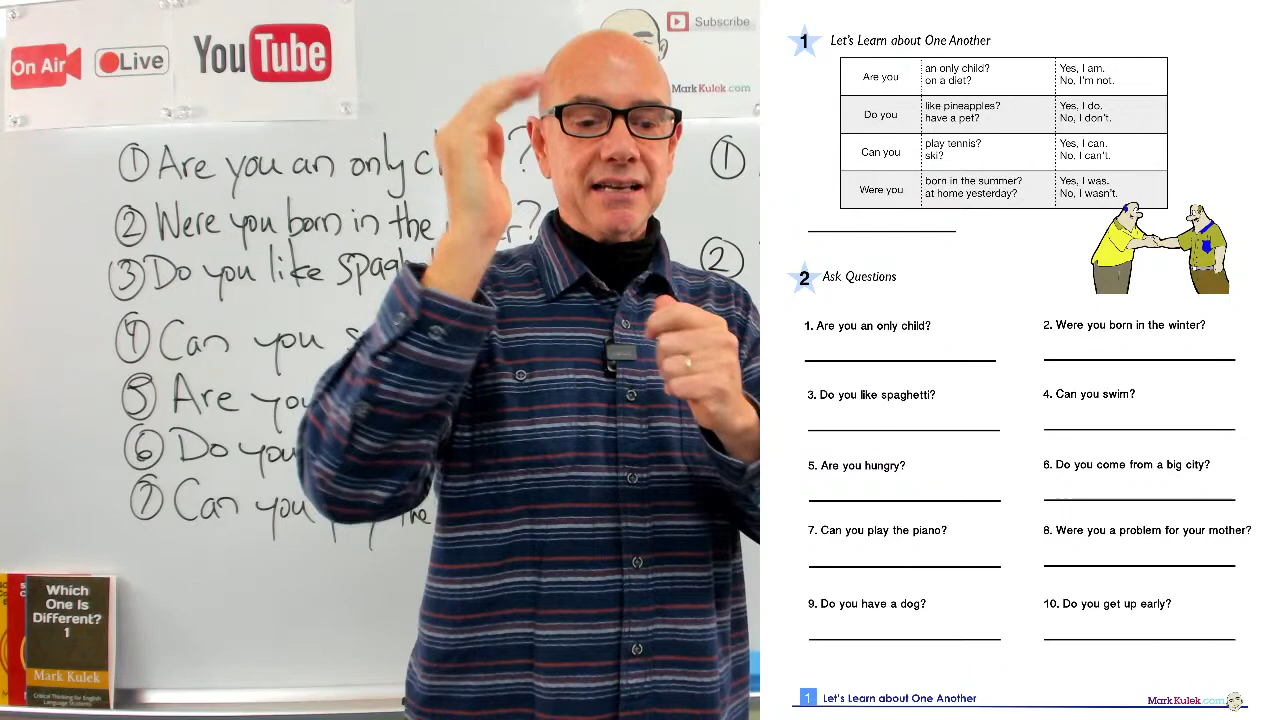 On Air
Live
YouTube
Subscribe
MarkKulek.com
① Are you an only c ?
② Were you born in the er?
③ Do you like spagh
④ Can you s
⑤ Are you
⑥ Do you
⑦ Can you the
①
②
Which
One Is
Different?
1
Mark Kulek
Critical Thinking for English
Language Students
1 Let's Learn about One Another
Are you an only child? Yes, I am.
on a diet? No, I'm not.
Do you like pineapples? Yes, I do.
have a pet? No, I don't.
Can you play tennis? Yes, I can.
ski? No, I can't.
Were you born in the summer? Yes, I was.
at home yesterday? No, I wasn't.
2 Ask Questions
1. Are you an only child?
2. Were you born in the winter?
3. Do you like spaghetti?
4. Can you swim?
5. Are you hungry?
6. Do you come from a big city?
7. Can you play the piano?
8. Were you a problem for your mother?
9. Do you have a dog?
10. Do you get up early?
1 Let's Learn about One Another
MarkKulek.com